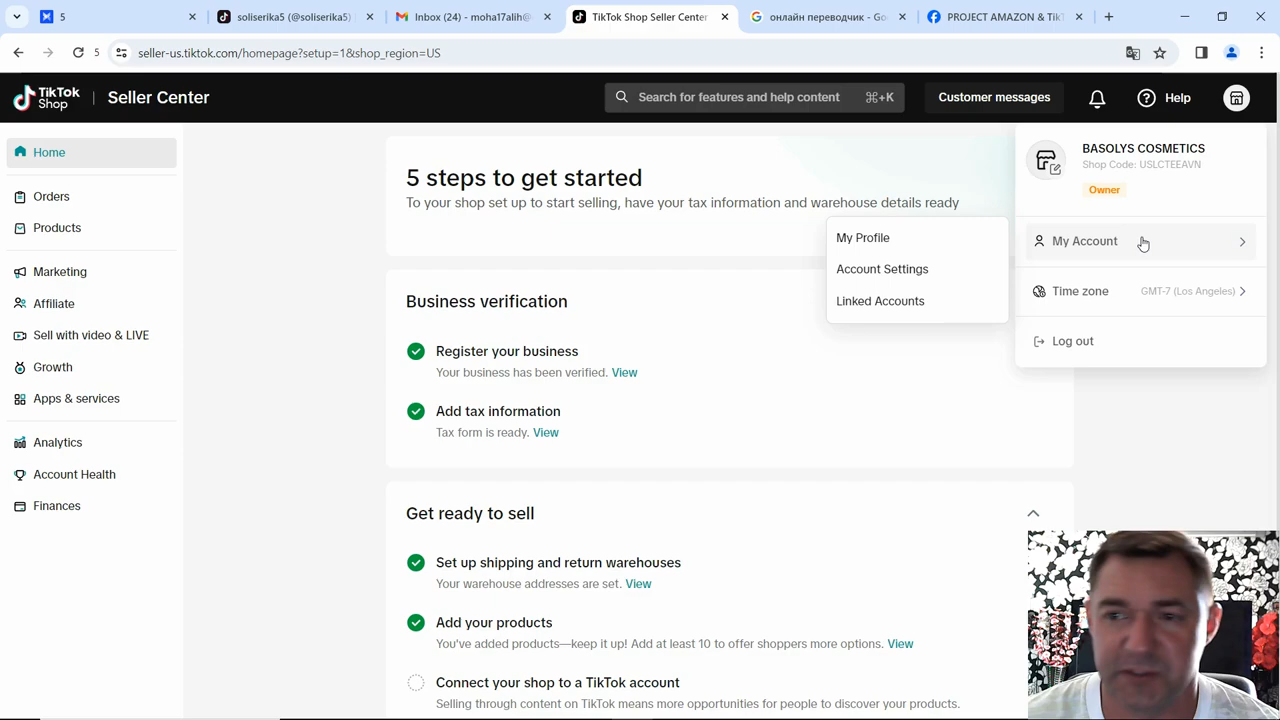 5
soliserika5 (@soliserika5)
Inbox (24) - moha17alih@
TikTok Shop Seller Center
онлайн переводчик - Go
PROJECT AMAZON & TikT
5
seller-us.tiktok.com/homepage?setup=1&shop_region=US
TikTok
Shop
Seller Center
Search for features and help content
⌘+K
Customer messages
Help
Home
Orders
Products
Marketing
Affiliate
Sell with video & LIVE
Growth
Apps & services
Analytics
Account Health
Finances
5 steps to get started
To your shop set up to start selling, have your tax information and warehouse details ready
Business verification
Register your business
Your business has been verified. View
Add tax information
Tax form is ready. View
Get ready to sell
Set up shipping and return warehouses
Your warehouse addresses are set. View
Add your products
You've added products—keep it up! Add at least 10 to offer shoppers more options. View
Connect your shop to a TikTok account
Selling through content on TikTok means more opportunities for people to discover your products.
My Profile
Account Settings
Linked Accounts
BASOLYS COSMETICS
Shop Code: USLCTEEAVN
Owner
My Account
Time zone
GMT-7 (Los Angeles)
Log out